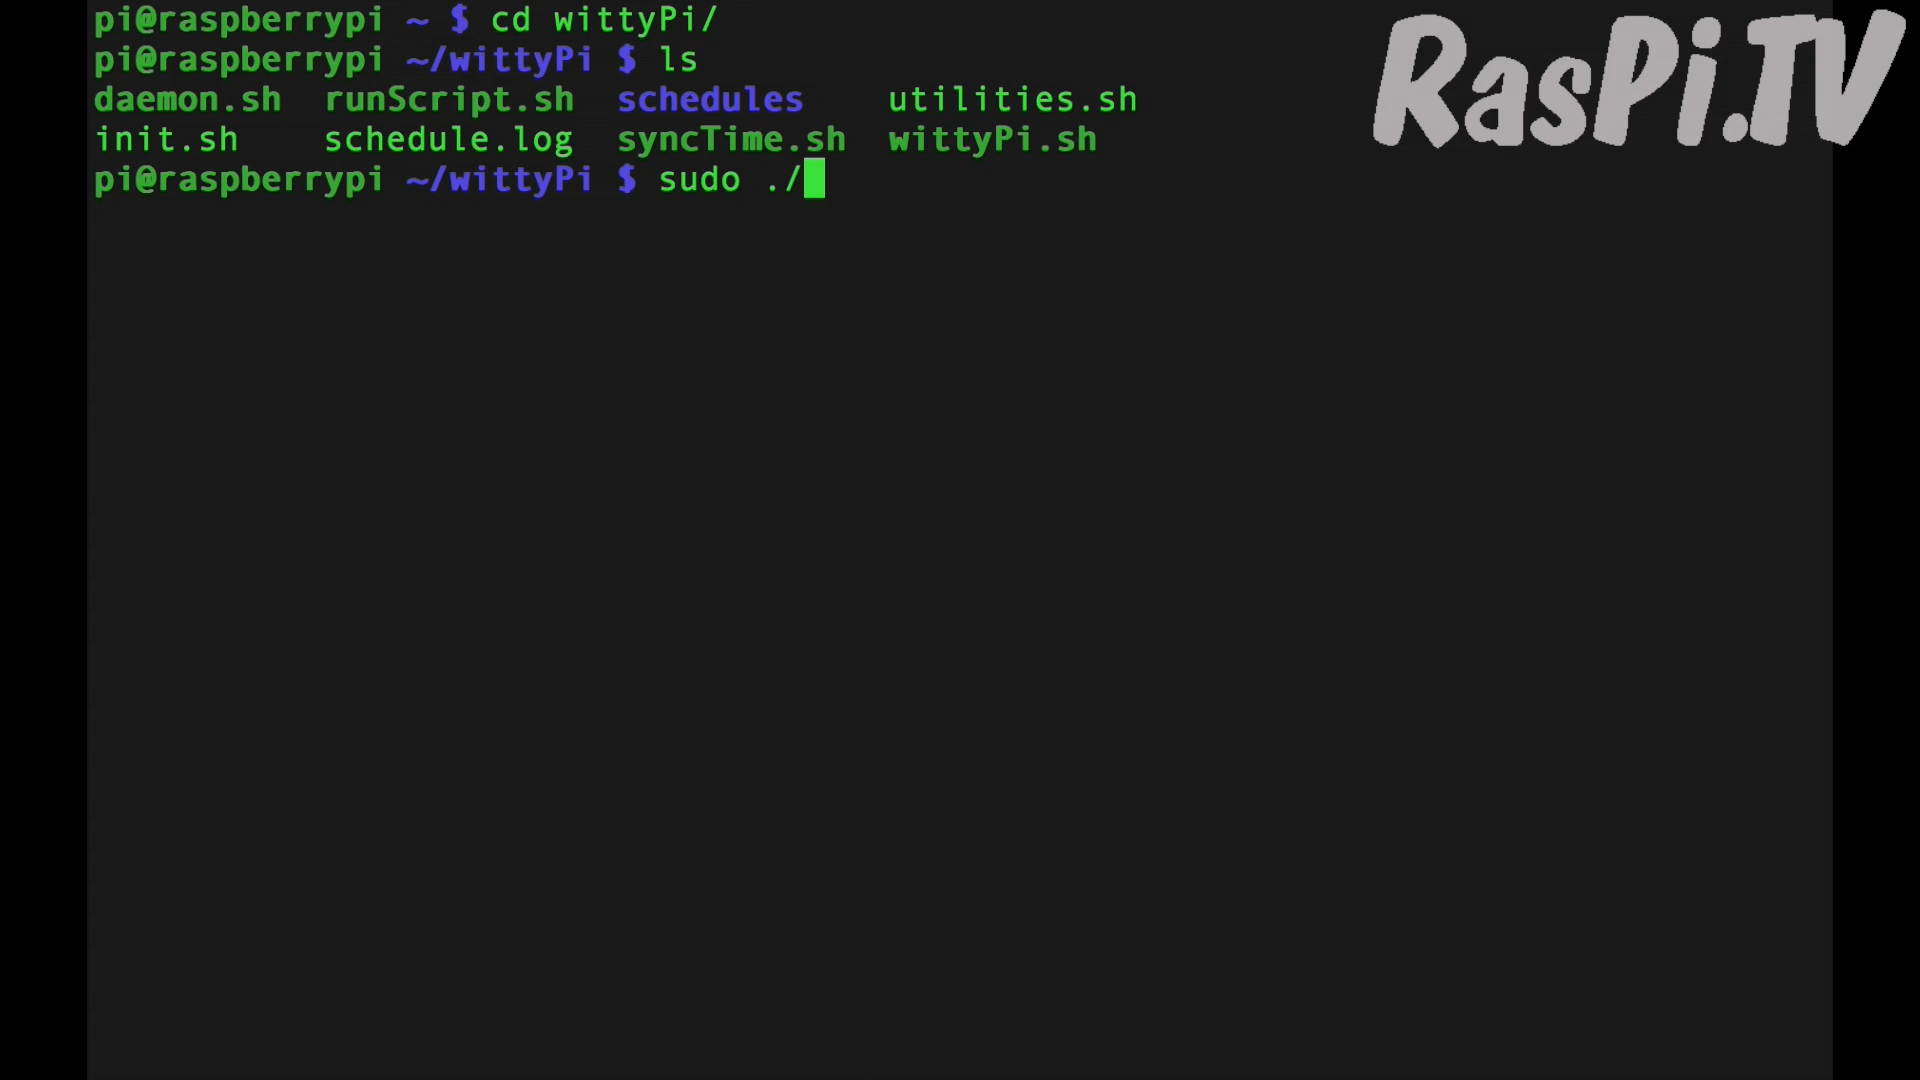 pi@raspberrypi ~ $ cd wittyPi/
pi@raspberrypi ~/wittyPi $ ls
daemon.sh  runScript.sh  schedules  utilities.sh
init.sh  schedule.log  syncTime.sh  wittyPi.sh
pi@raspberrypi ~/wittyPi $ sudo ./
RasPi.TV